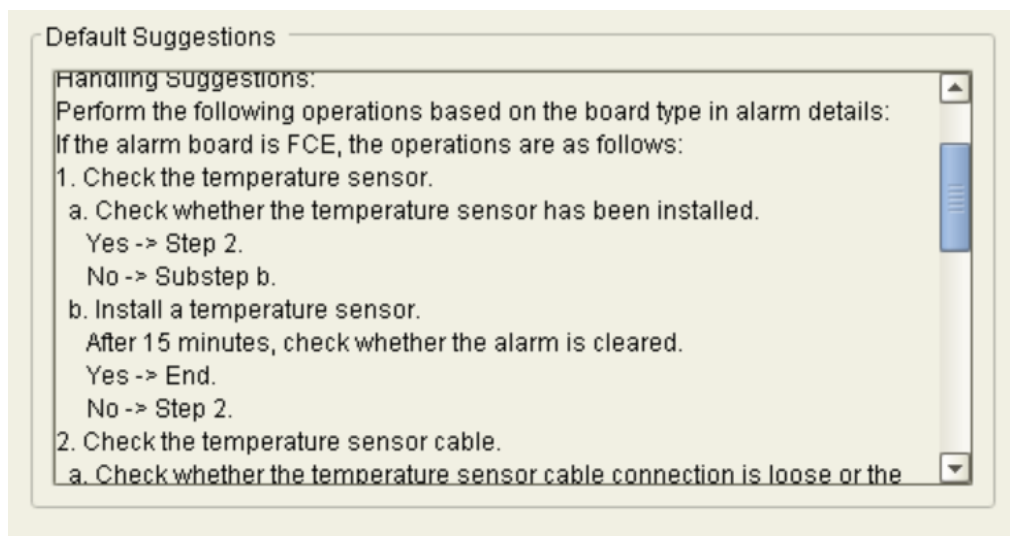 Default Suggestions
Handling Suggestions:
Perform the following operations based on the board type in alarm details:
If the alarm board is FCE, the operations are as follows:
1. Check the temperature sensor.
a. Check whether the temperature sensor has been installed.
Yes -> Step 2.
No -> Substep b.
b. Install a temperature sensor.
After 15 minutes, check whether the alarm is cleared.
Yes -> End.
No -> Step 2.
2. Check the temperature sensor cable.
a. Check whether the temperature sensor cable connection is loose or the